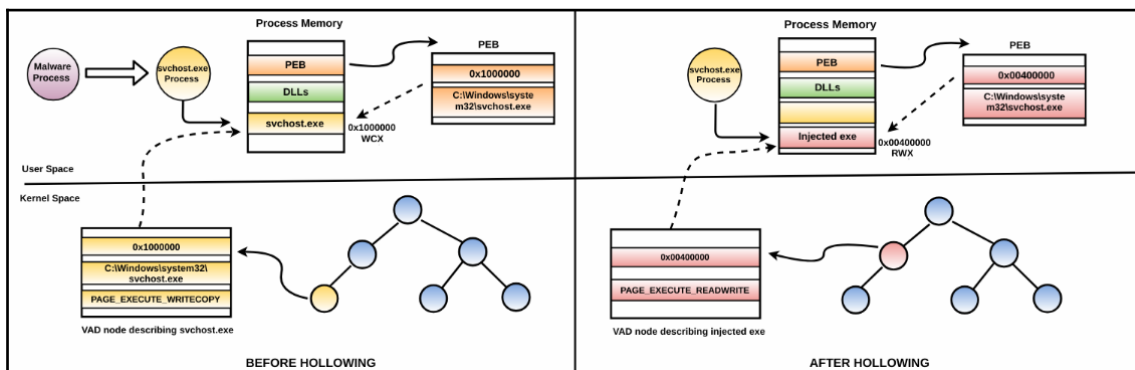 Process Memory
PEB
Malware
Process
svchost.exe
Process
PEB
DLLs
svchost.exe
0x1000000
C:\Windows\syste
m32\svchost.exe
0x1000000
WCX
User Space
Kernel Space
0x1000000
C:\Windows\system32\
svchost.exe
PAGE_EXECUTE_WRITECOPY
VAD node describing svchost.exe
BEFORE HOLLOWING
Process Memory
PEB
svchost.exe
Process
PEB
DLLs
Injected exe
0x00400000
C:\Windows\syste
m32\svchost.exe
0x00400000
RWX
0x00400000
PAGE_EXECUTE_READWRITE
VAD node describing injected exe
AFTER HOLLOWING